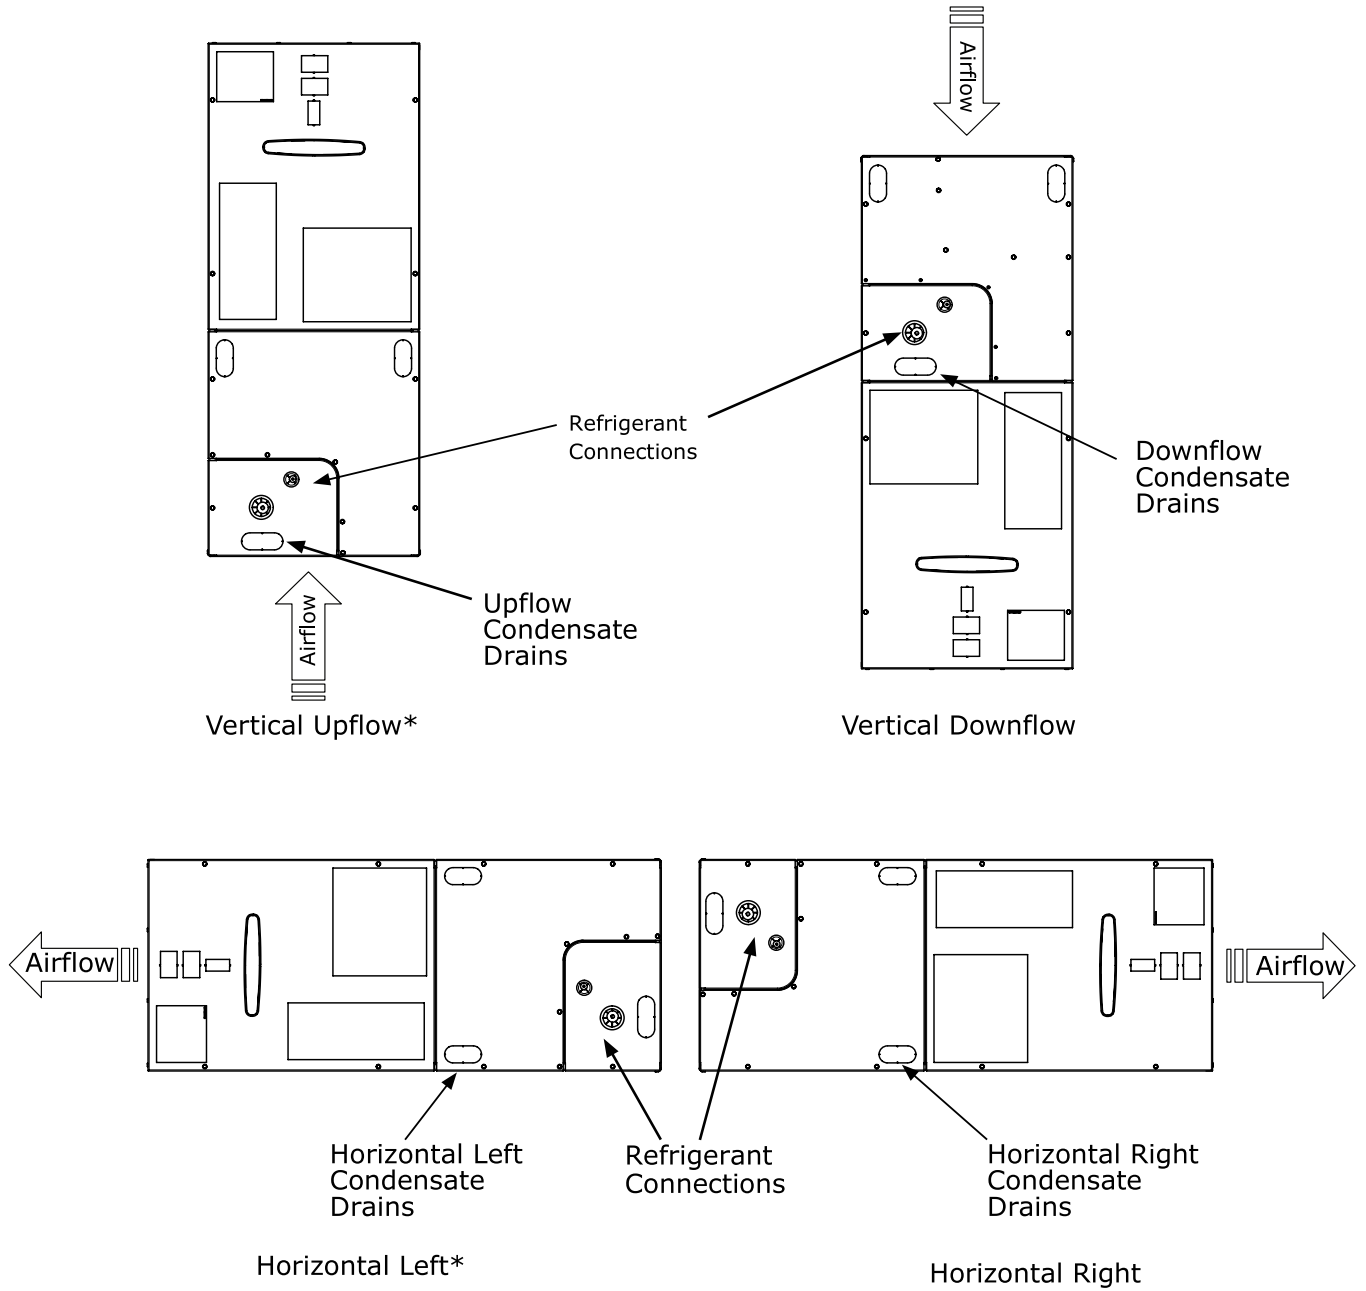 Airflow
Refrigerant
Connections
Downflow
Condensate
Drains
Upflow
Condensate
Drains
Airflow
Vertical Upflow*
Vertical Downflow
Airflow
Airflow
Horizontal Left
Condensate
Drains
Refrigerant
Connections
Horizontal Right
Condensate
Drains
Horizontal Left*
Horizontal Right